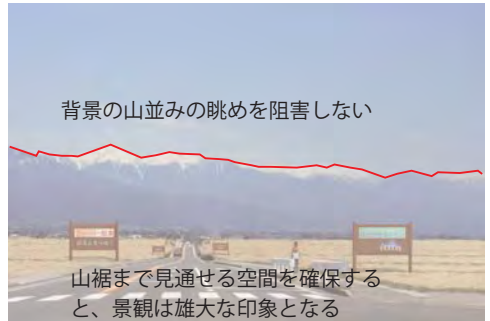 背景の山並みの眺めを阻害しない
山裾まで見通せる空間を確保する
と、景観は雄大な印象となる